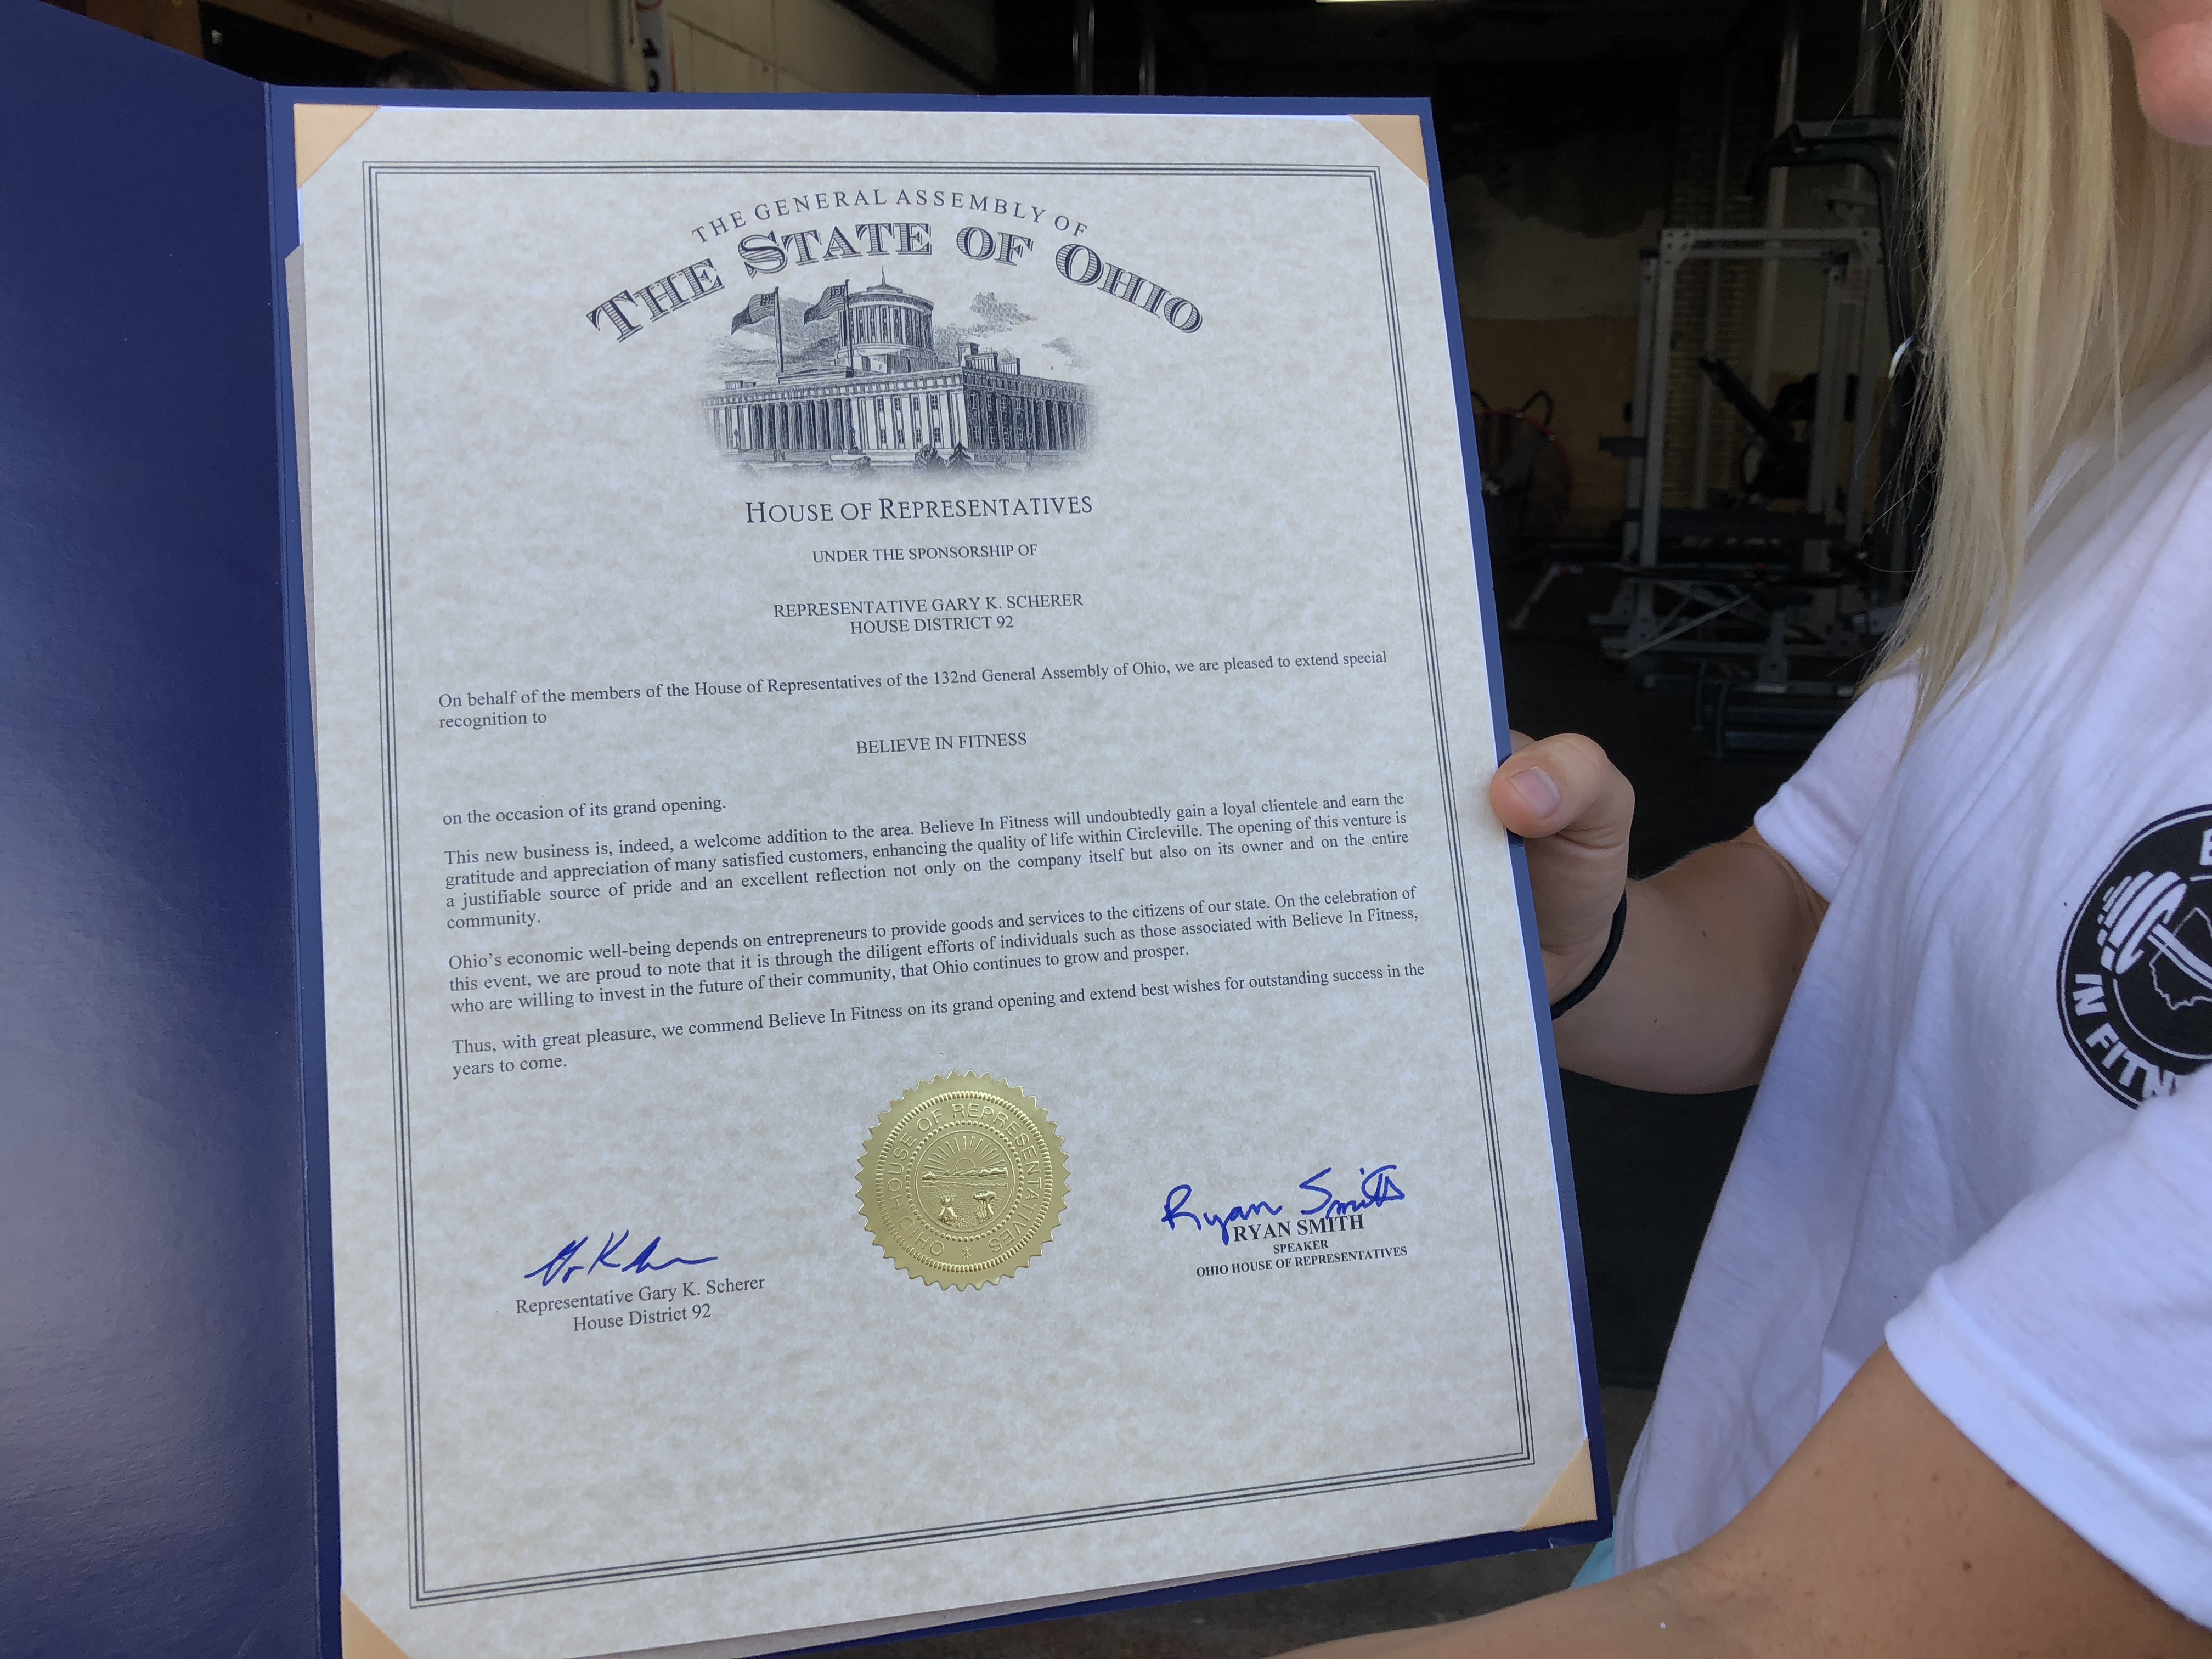 THE GENERAL ASSEMBLY OF
THE STATE OF OHIO
HOUSE OF REPRESENTATIVES
UNDER THE SPONSORSHIP OF
REPRESENTATIVE GARY K. SCHERER
HOUSE DISTRICT 92
On behalf of the members of the House of Representatives of the 132nd General Assembly of Ohio, we are pleased to extend special
recognition to
BELIEVE IN FITNESS
on the occasion of its grand opening.
This new business is, indeed, a welcome addition to the area. Believe In Fitness will undoubtedly gain a loyal clientele and earn the
gratitude and appreciation of many satisfied customers, enhancing the quality of life within Circleville. The opening of this venture is
a justifiable source of pride and an excellent reflection not only on the company itself but also on its owner and on the entire
community.
Ohio's economic well-being depends on entrepreneurs to provide goods and services to the citizens of our state. On the celebration of
this event, we are proud to note that it is through the diligent efforts of individuals such as those associated with Believe In Fitness,
who are willing to invest in the future of their community, that Ohio continues to grow and prosper.
Thus, with great pleasure, we commend Believe In Fitness on its grand opening and extend best wishes for outstanding success in the
years to come.
OHIO HOUSE OF REPRESENTATIVES
Representative Gary K. Scherer
House District 92
Ryan Smith
RYAN SMITH
SPEAKER
OHIO HOUSE OF REPRESENTATIVES
IN FITN